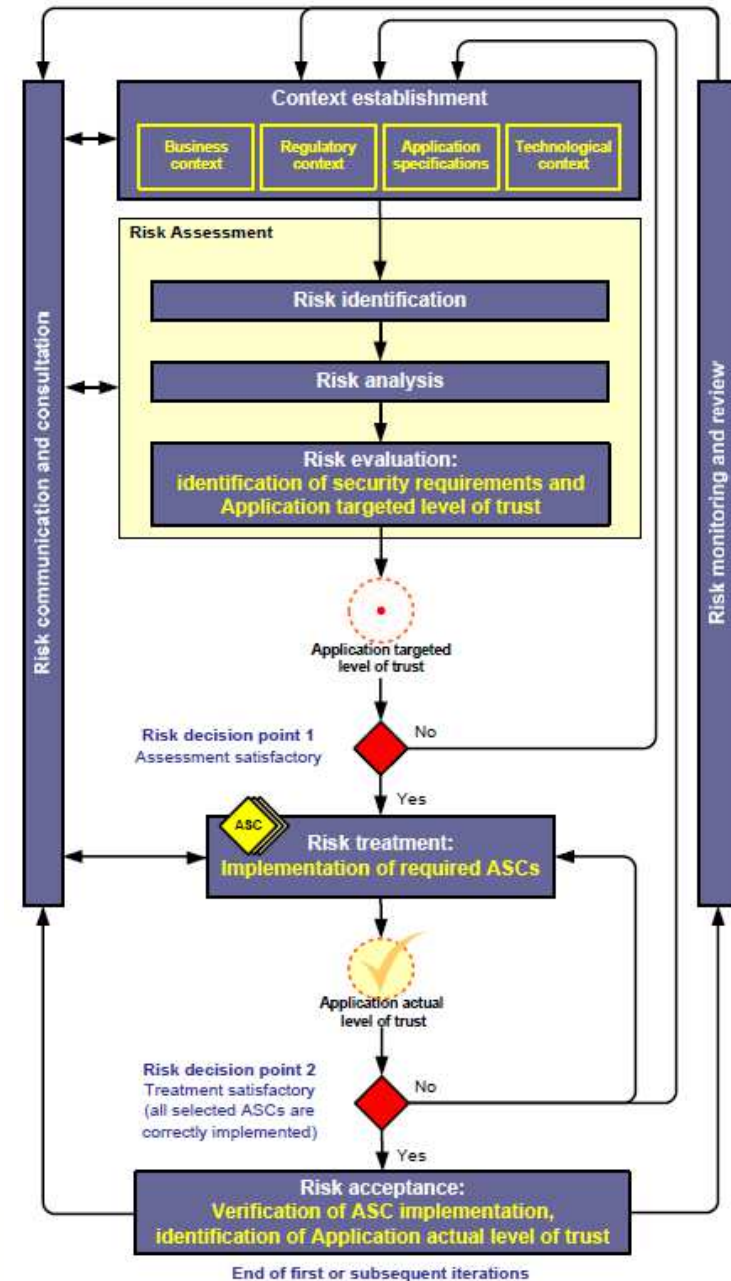 Context establishment
Business
context
Regulatory
context
Application
specifications
Technological
context
Risk Assessment
Risk identification
Risk analysis
Risk evaluation:
identification of security requirements and
Application targeted level of trust
Risk communication and consultation
Risk monitoring and review
Application targeted
level of trust
Risk decision point 1
Assessment satisfactory
No
Yes
ASC
Risk treatment:
Implementation of required ASCs
Application actual
level of trust
Risk decision point 2
Treatment satisfactory
(all selected ASCs are
correctly implemented)
No
Yes
Risk acceptance:
Verification of ASC implementation,
identification of Application actual level of trust
End of first or subsequent iterations